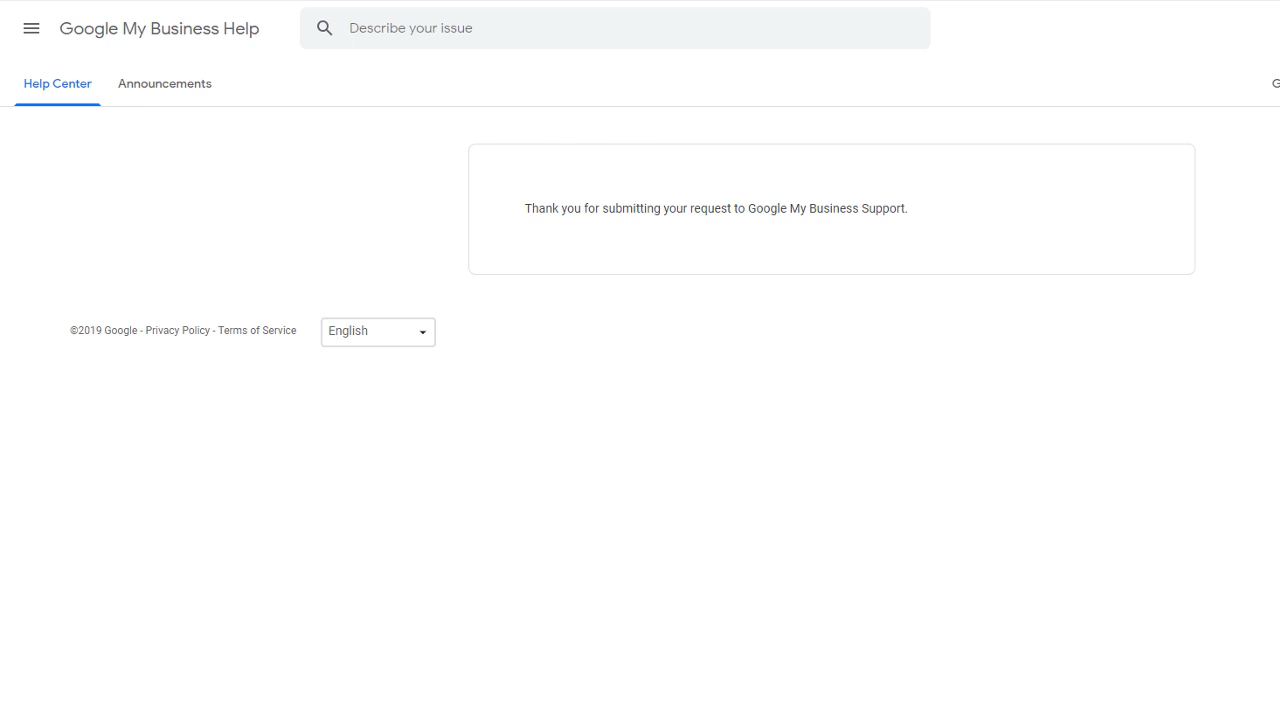 Google My Business Help
Describe your issue
Help Center
Announcements
G
Thank you for submitting your request to Google My Business Support.
©2019 Google - Privacy Policy - Terms of Service
English